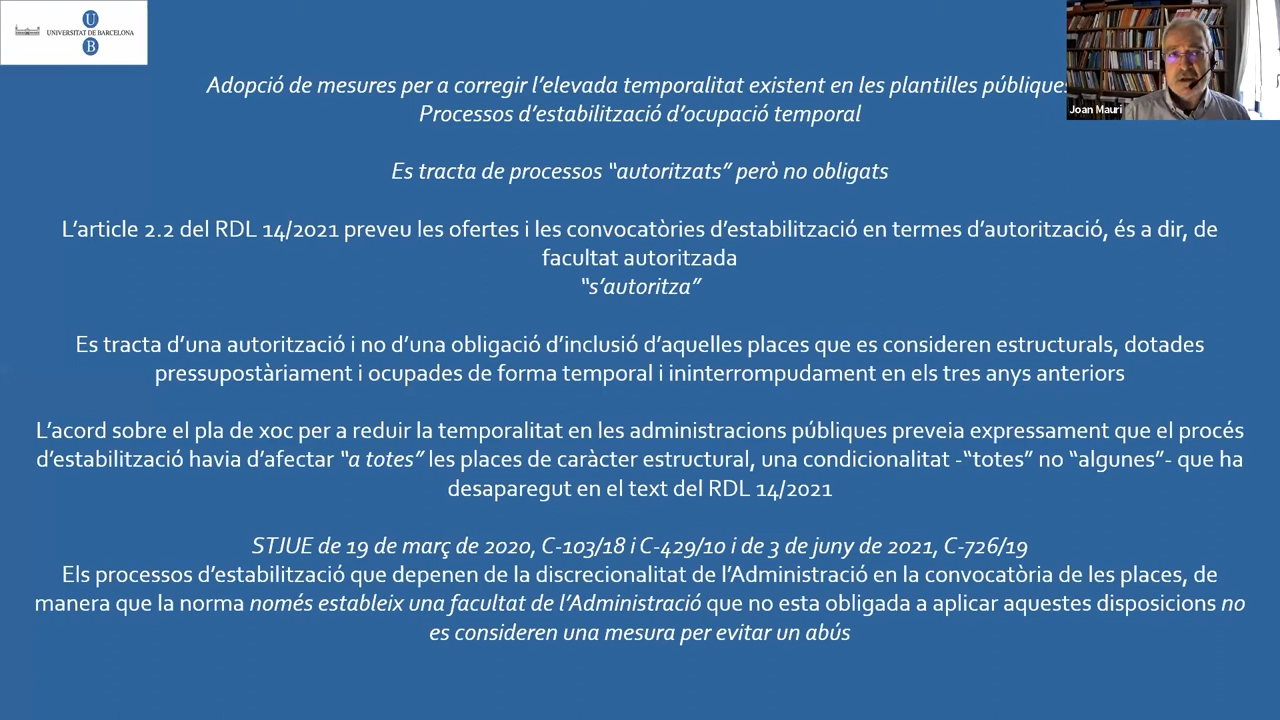 U
UNIVERSITAT DE BARCELONA
B
Joan Mauri
Adopció de mesures per a corregir l’elevada temporalitat existent en les plantilles públiques
Processos d’estabilització d’ocupació temporal
Es tracta de processos “autoritzats” però no obligats
L’article 2.2 del RDL 14/2021 preveu les ofertes i les convocatòries d’estabilització en termes d’autorització, és a dir, de
facultat autoritzada
“s’autoritza”
Es tracta d’una autorització i no d’una obligació d’inclusió d’aquelles places que es consideren estructurals, dotades
pressupostàriament i ocupades de forma temporal i ininterrompudament en els tres anys anteriors
L’acord sobre el pla de xoc per a reduir la temporalitat en les administracions públiques preveia expressament que el procés
d’estabilització havia d’afectar “a totes” les places de caràcter estructural, una condicionalitat -“totes” no “algunes”- que ha
desaparegut en el text del RDL 14/2021
STJUE de 19 de març de 2020, C-103/18 i C-429/10 i de 3 de juny de 2021, C-726/19
Els processos d’estabilització que depenen de la discrecionalitat de l’Administració en la convocatòria de les places, de
manera que la norma només estableix una facultat de l’Administració que no esta obligada a aplicar aquestes disposicions no
es consideren una mesura per evitar un abús